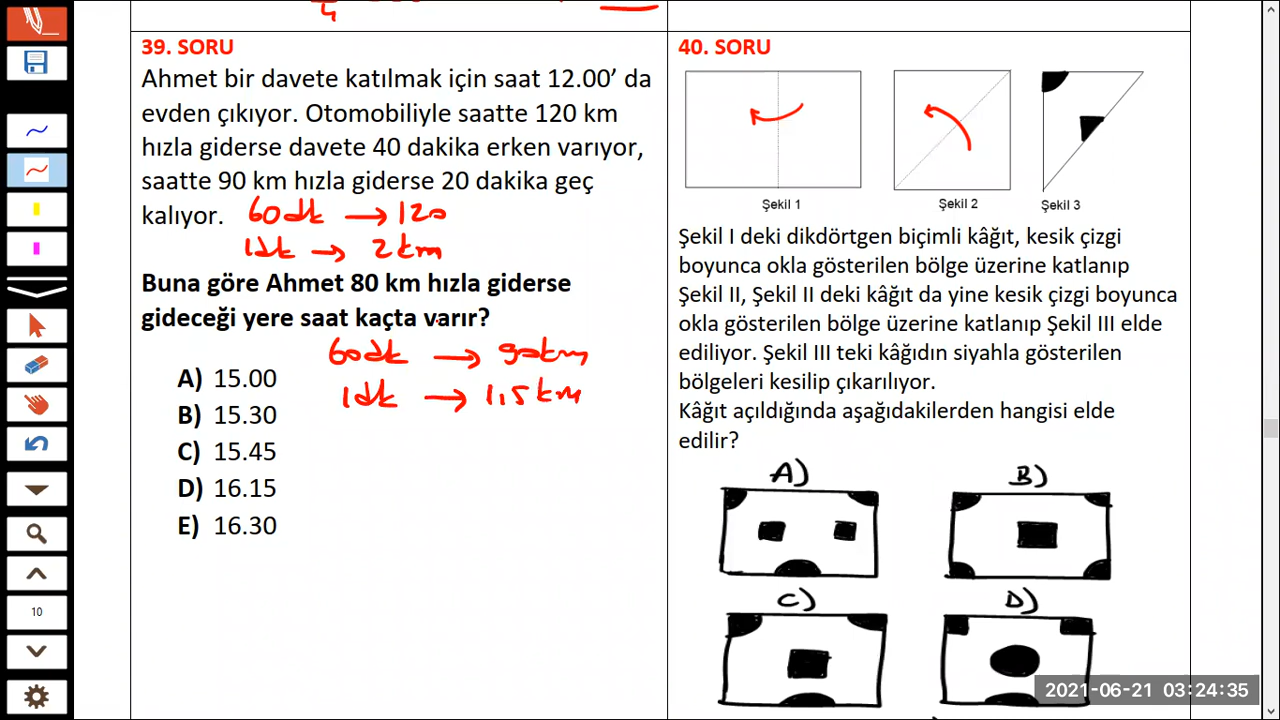 4
39. SORU
Ahmet bir davete katılmak için saat 12.00’ da
evden çıkıyor. Otomobiliyle saatte 120 km
hızla giderse davete 40 dakika erken varıyor,
saatte 90 km hızla giderse 20 dakika geç
kalıyor.
60dk → 120
1dk → 2km
Buna göre Ahmet 80 km hızla giderse
gideceği yere saat kaçta varır?
60dk → 90km
1dk → 1,5km
A) 15.00
B) 15.30
C) 15.45
D) 16.15
E) 16.30
40. SORU
Şekil 1
Şekil 2
Şekil 3
Şekil I deki dikdörtgen biçimli kâğıt, kesik çizgi
boyunca okla gösterilen bölge üzerine katlanıp
Şekil II, Şekil II deki kâğıt da yine kesik çizgi boyunca
okla gösterilen bölge üzerine katlanıp Şekil III elde
ediliyor. Şekil III teki kâğıdın siyahla gösterilen
bölgeleri kesilip çıkarılıyor.
Kâğıt açıldığında aşağıdakilerden hangisi elde
edilir?
A)
B)
C)
D)
10
2021-06-21 03:24:35